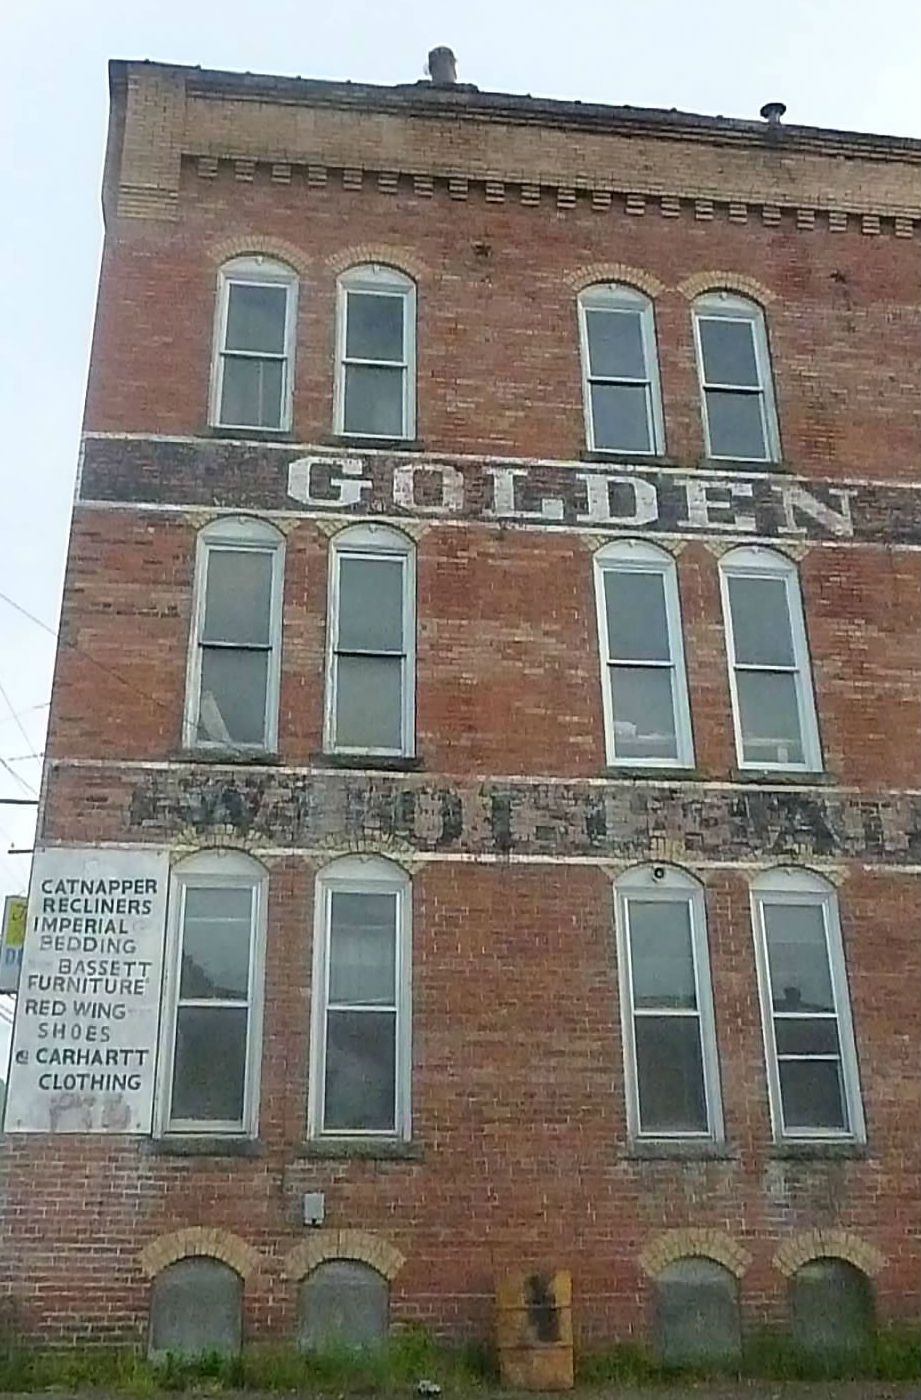 GOLDEN
CATNAPPER
RECLINERS
IMPERIAL
BEDDING
BASSETT
FURNITURE
RED WING
SHOES
CARHARTT
CLOTHING